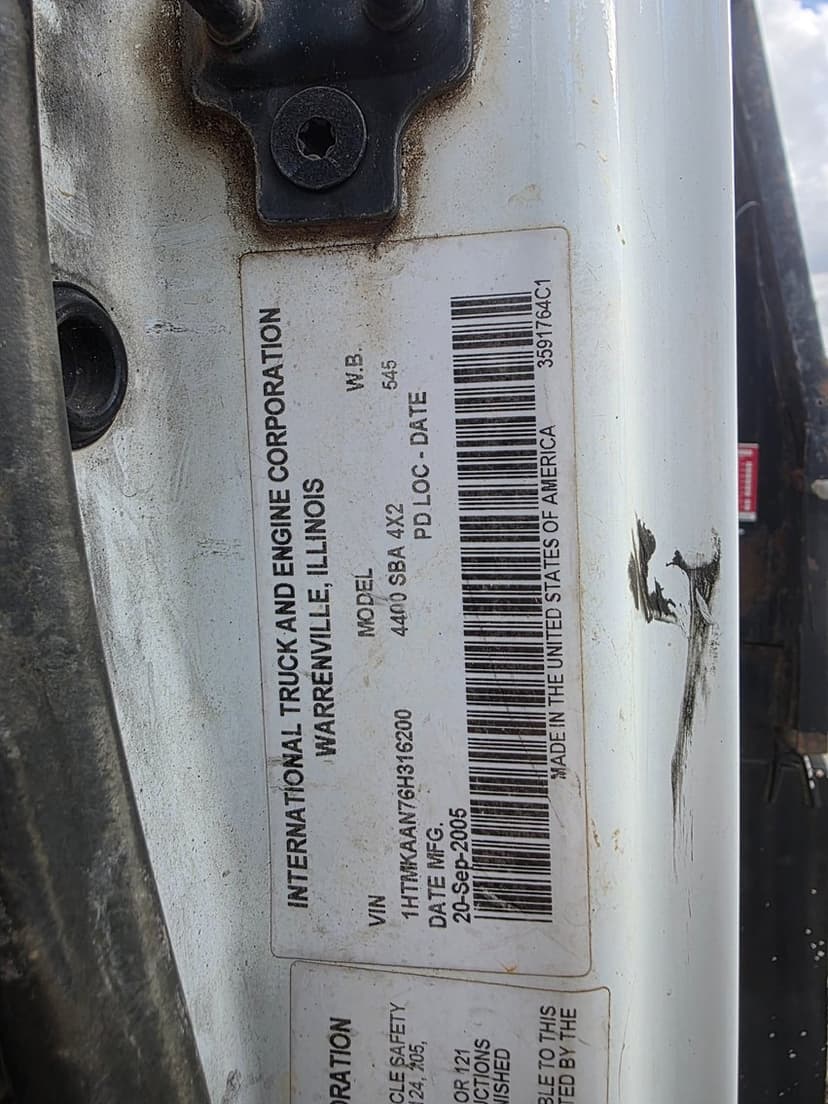 INTERNATIONAL TRUCK AND ENGINE CORPORATION
WARRENVILLE, ILLINOIS
VIN MODEL W.B.
1HTMKAAN76H316200 4400 SBA 4X2 545
DATE MFG. PD LOC - DATE
20-Sep-2005
MADE IN THE UNITED STATES OF AMERICA 3591764C1
ORATION
CLE SAFETY
124, 205,
OR 121
UCTIONS
NISHED
BLE TO THIS
TED BY THE